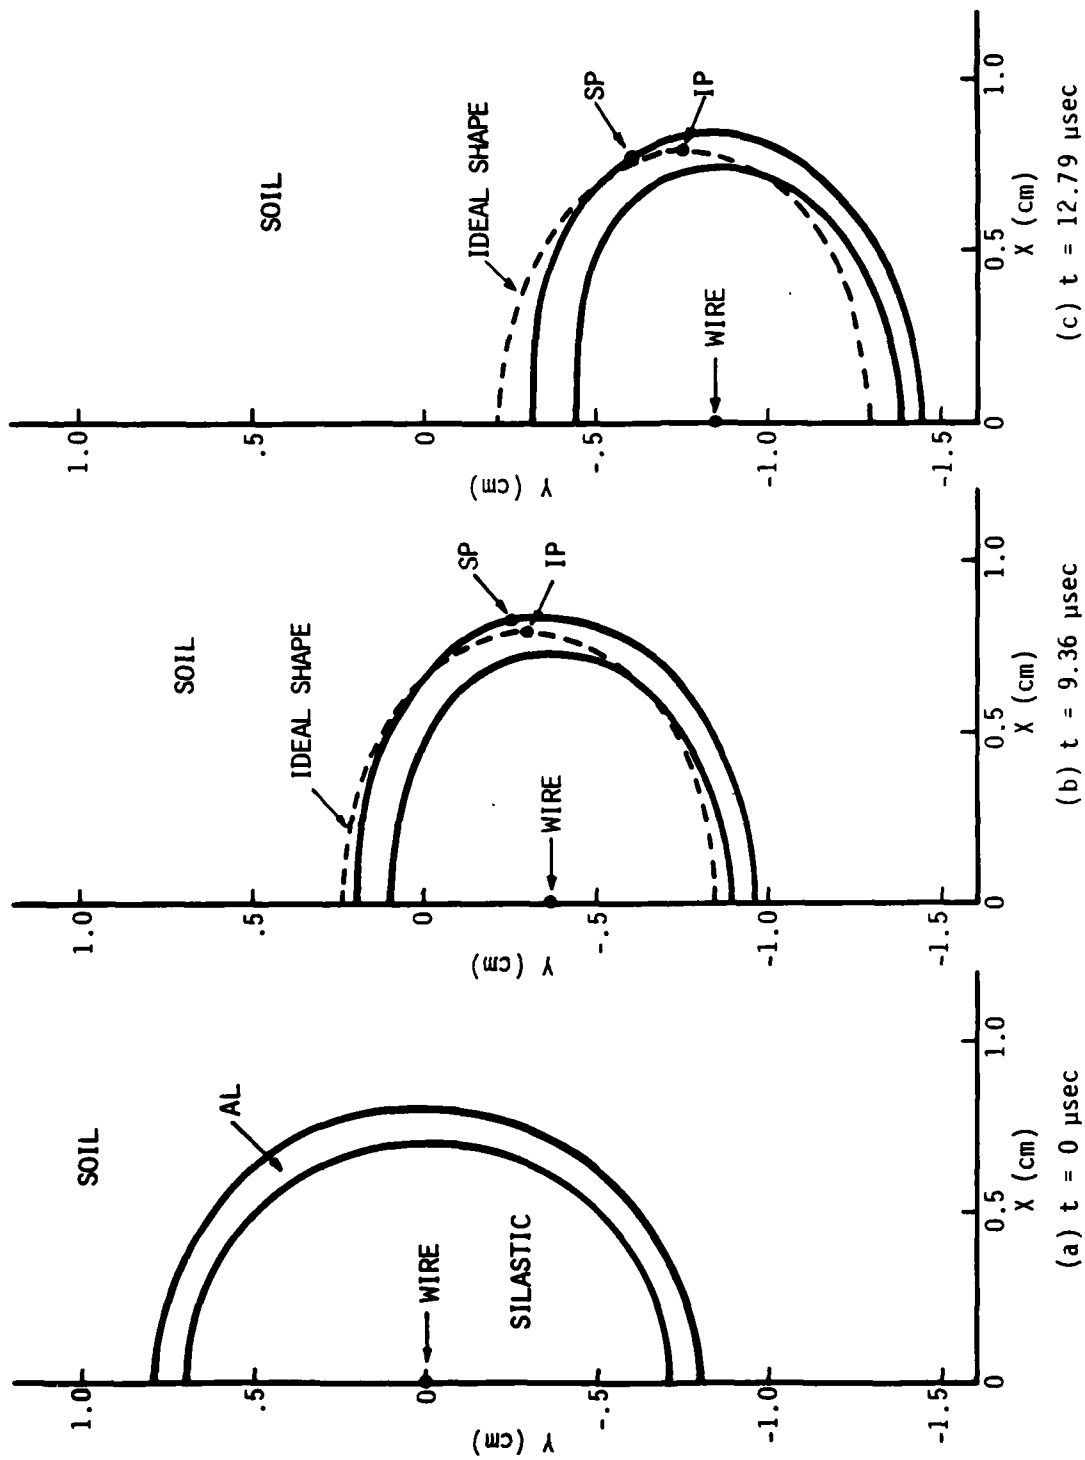 SOIL
AL
WIRE
SILASTIC
Y (cm)
1.0
.5
0
-.5
-1.0
-1.5
0
0.5
1.0
X (cm)
(a) t = 0 μsec
SOIL
IDEAL SHAPE
SP
IP
WIRE
Y (cm)
1.0
.5
0
-.5
-1.0
-1.5
0
0.5
1.0
X (cm)
(b) t = 9.36 μsec
SOIL
IDEAL SHAPE
SP
IP
WIRE
Y (cm)
1.0
.5
0
-.5
-1.0
-1.5
0
0.5
1.0
X (cm)
(c) t = 12.79 μsec